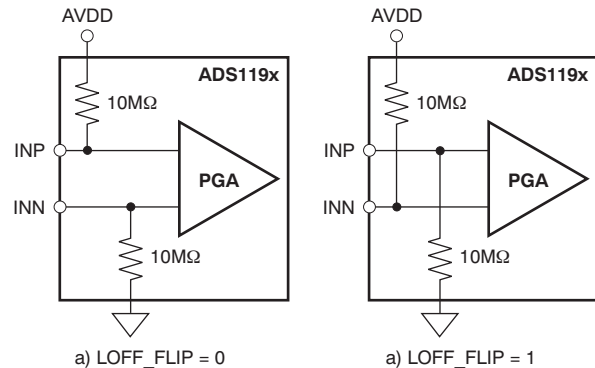 AVDD
ADS119x
10MΩ
INP
PGA
INN
10MΩ
a) LOFF_FLIP = 0
AVDD
ADS119x
10MΩ
INP
PGA
INN
10MΩ
a) LOFF_FLIP = 1